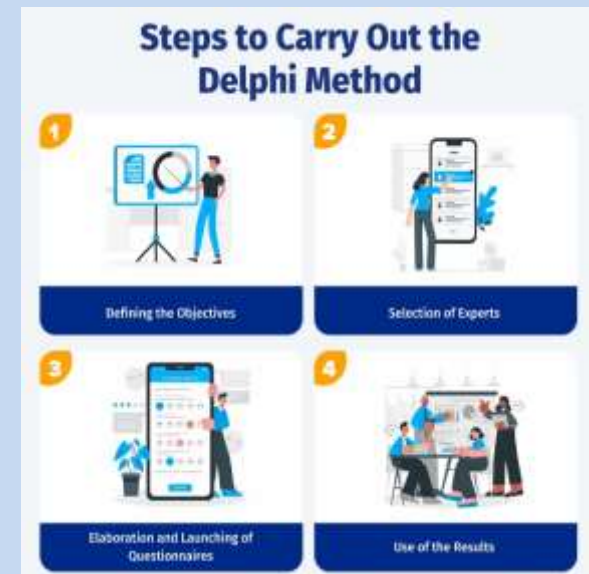 Steps to Carry Out the
Delphi Method
1
2
Defining the Objectives
Selection of Experts
3
4
Elaboration and Launching of
Questionnaires
Use of the Results